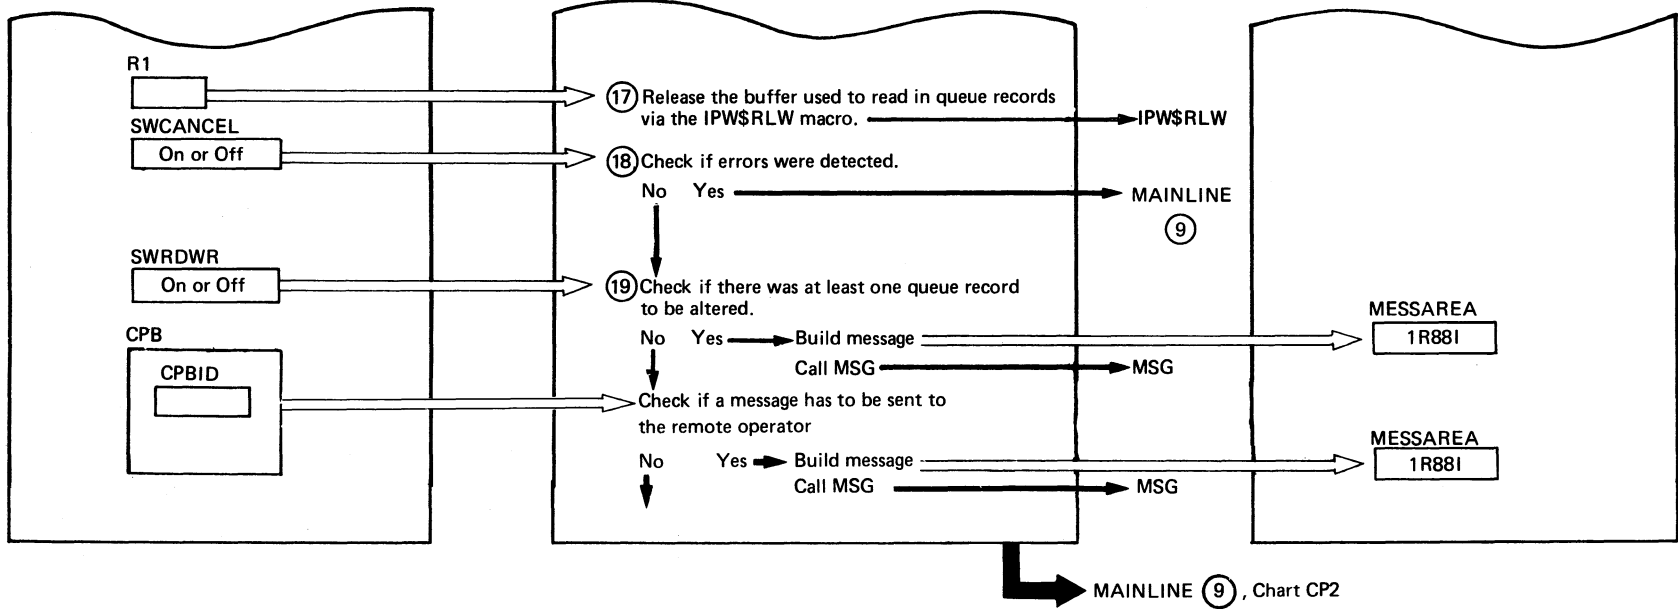 R1
17 Release the buffer used to read in queue records
via the IPW$RLW macro. IPW$RLW
SWCANCEL
On or Off
18 Check if errors were detected.
No Yes MAINLINE
9
SWRDWR
On or Off
19 Check if there was at least one queue record
to be altered.
MESSAREA
CPB
No Yes Build message 1R88I
CPBID
Call MSG MSG
Check if a message has to be sent to
the remote operator
MESSAREA
No Yes Build message 1R88I
Call MSG MSG
MAINLINE 9 , Chart CP2